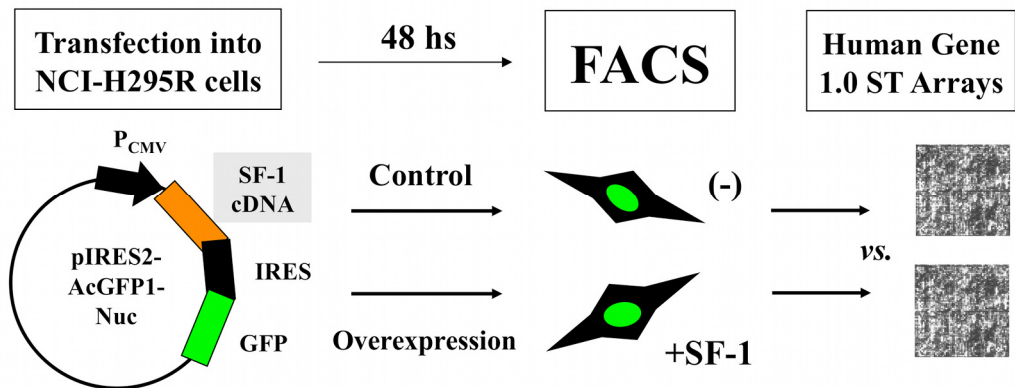 Transfection into
NCI-H295R cells
48 hs
FACS
Human Gene
1.0 ST Arrays
P_CMV
SF-1
cDNA
Control
(-)
pIRES2-
AcGFP1-
Nuc
IRES
vs.
GFP
Overexpression
+SF-1